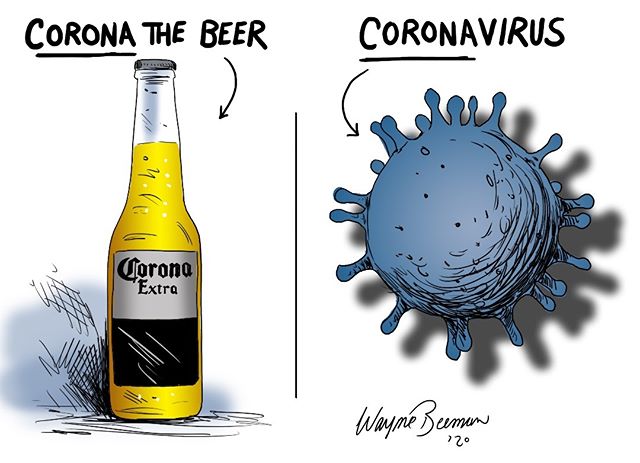 CORONA THE BEER
CORONAVIRUS
Corona
Extra
Wayne Beeman
'20